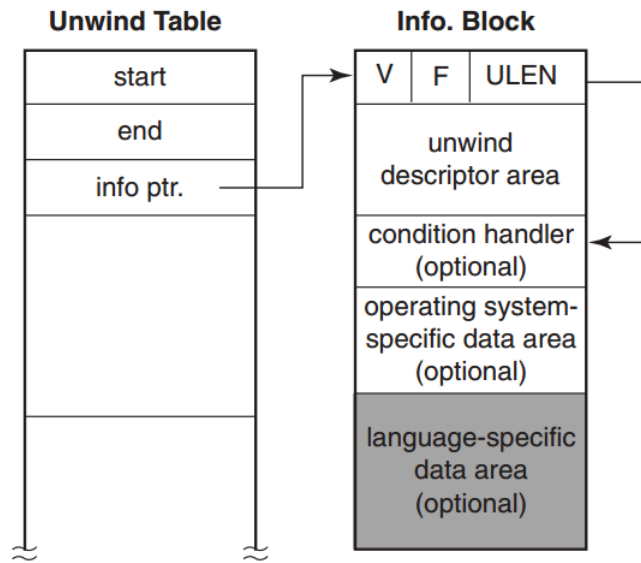 Unwind Table
start
end
info ptr.
Info. Block
V F ULEN
unwind
descriptor area
condition handler
(optional)
operating system-
specific data area
(optional)
language-specific
data area
(optional)